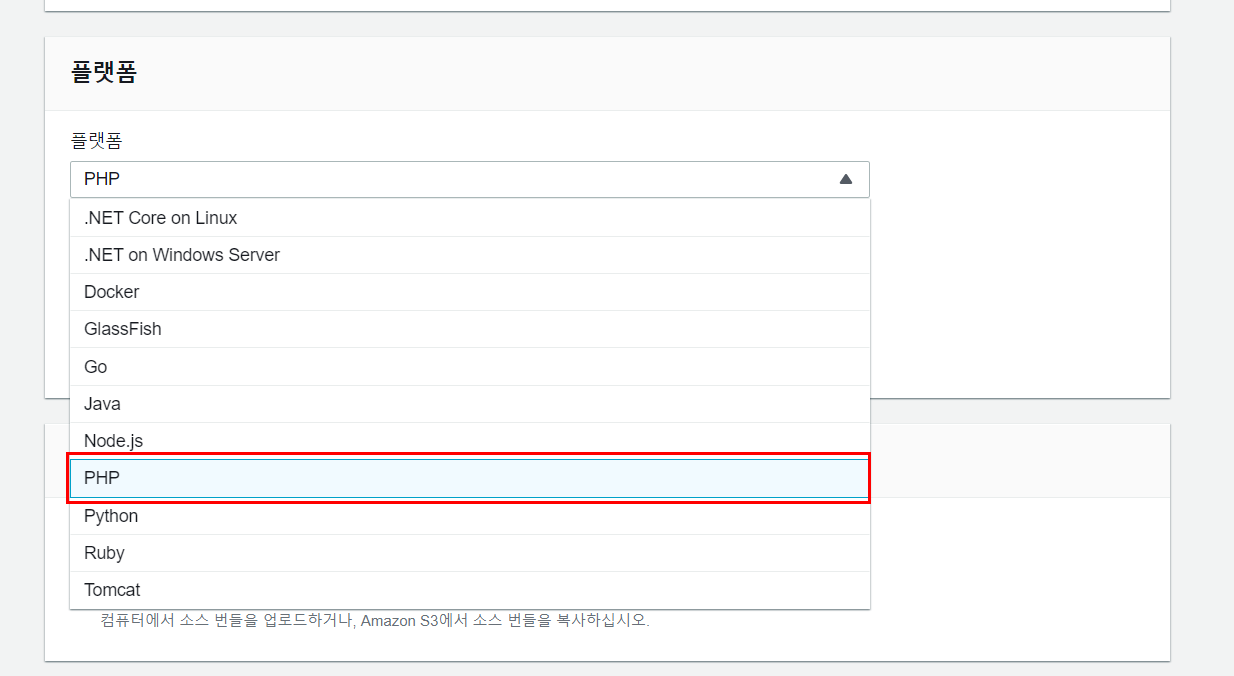 플랫폼
플랫폼
PHP
.NET Core on Linux
.NET on Windows Server
Docker
GlassFish
Go
Java
Node.js
PHP
Python
Ruby
Tomcat
컴퓨티에서 소스 번들을 업로드하거나, Amazon S3에서 소스 번들을 복사하십시오.